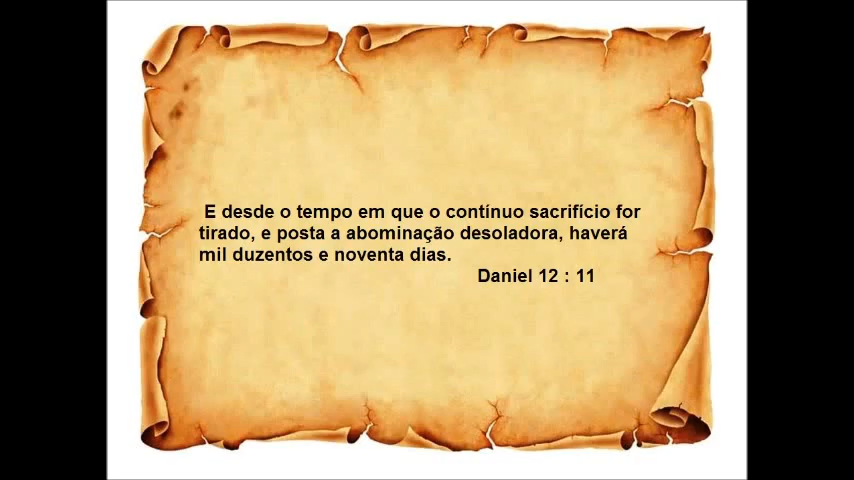 E desde o tempo em que o contínuo sacrifício for
tirado, e posta a abominação desoladora, haverá
mil duzentos e noventa dias.
Daniel 12 : 11